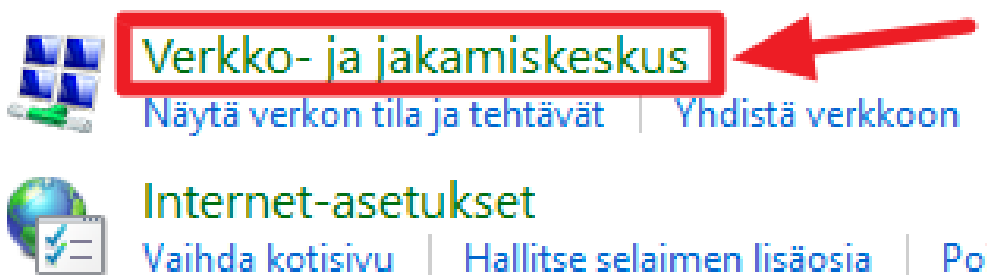 Verkko- ja jakamiskeskus
Näytä verkon tila ja tehtävät Yhdistä verkkoon
Internet-asetukset
Vaihda kotisivu Hallitse selaimen lisäosia